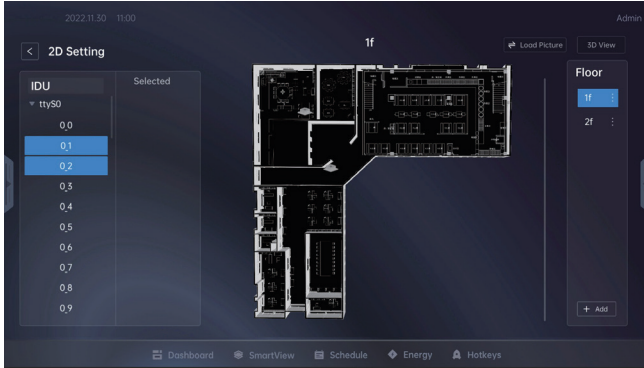 2022.11.30 11:00
Admin
2D Setting
1f
Load Picture
3D View
IDU
Selected
Floor
ttyS0
0_0
0_1
0_2
0_3
0_4
0_5
0_6
0_7
0_8
0_9
1f
2f
+ Add
Dashboard SmartView Schedule Energy Hotkeys